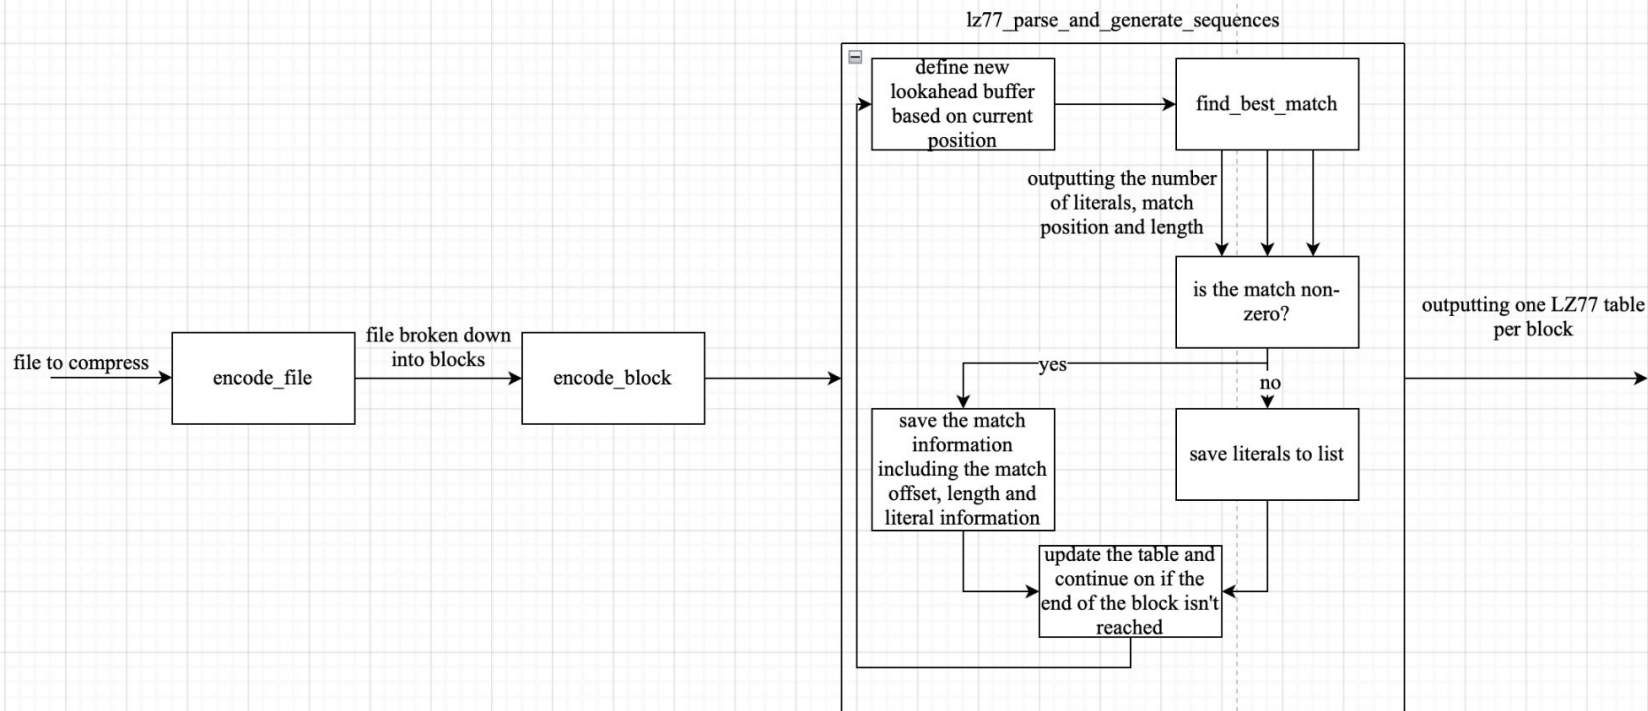 lz77_parse_and_generate_sequences
define new
lookahead buffer
based on current
position
find_best_match
outputting the number
of literals, match
position and length
is the match non-
zero?
outputting one LZ77 table
per block
file to compress
encode_file
file broken down
into blocks
encode_block
yes
no
save the match
information
including the match
offset, length and
literal information
save literals to list
update the table and
continue on if the
end of the block isn't
reached